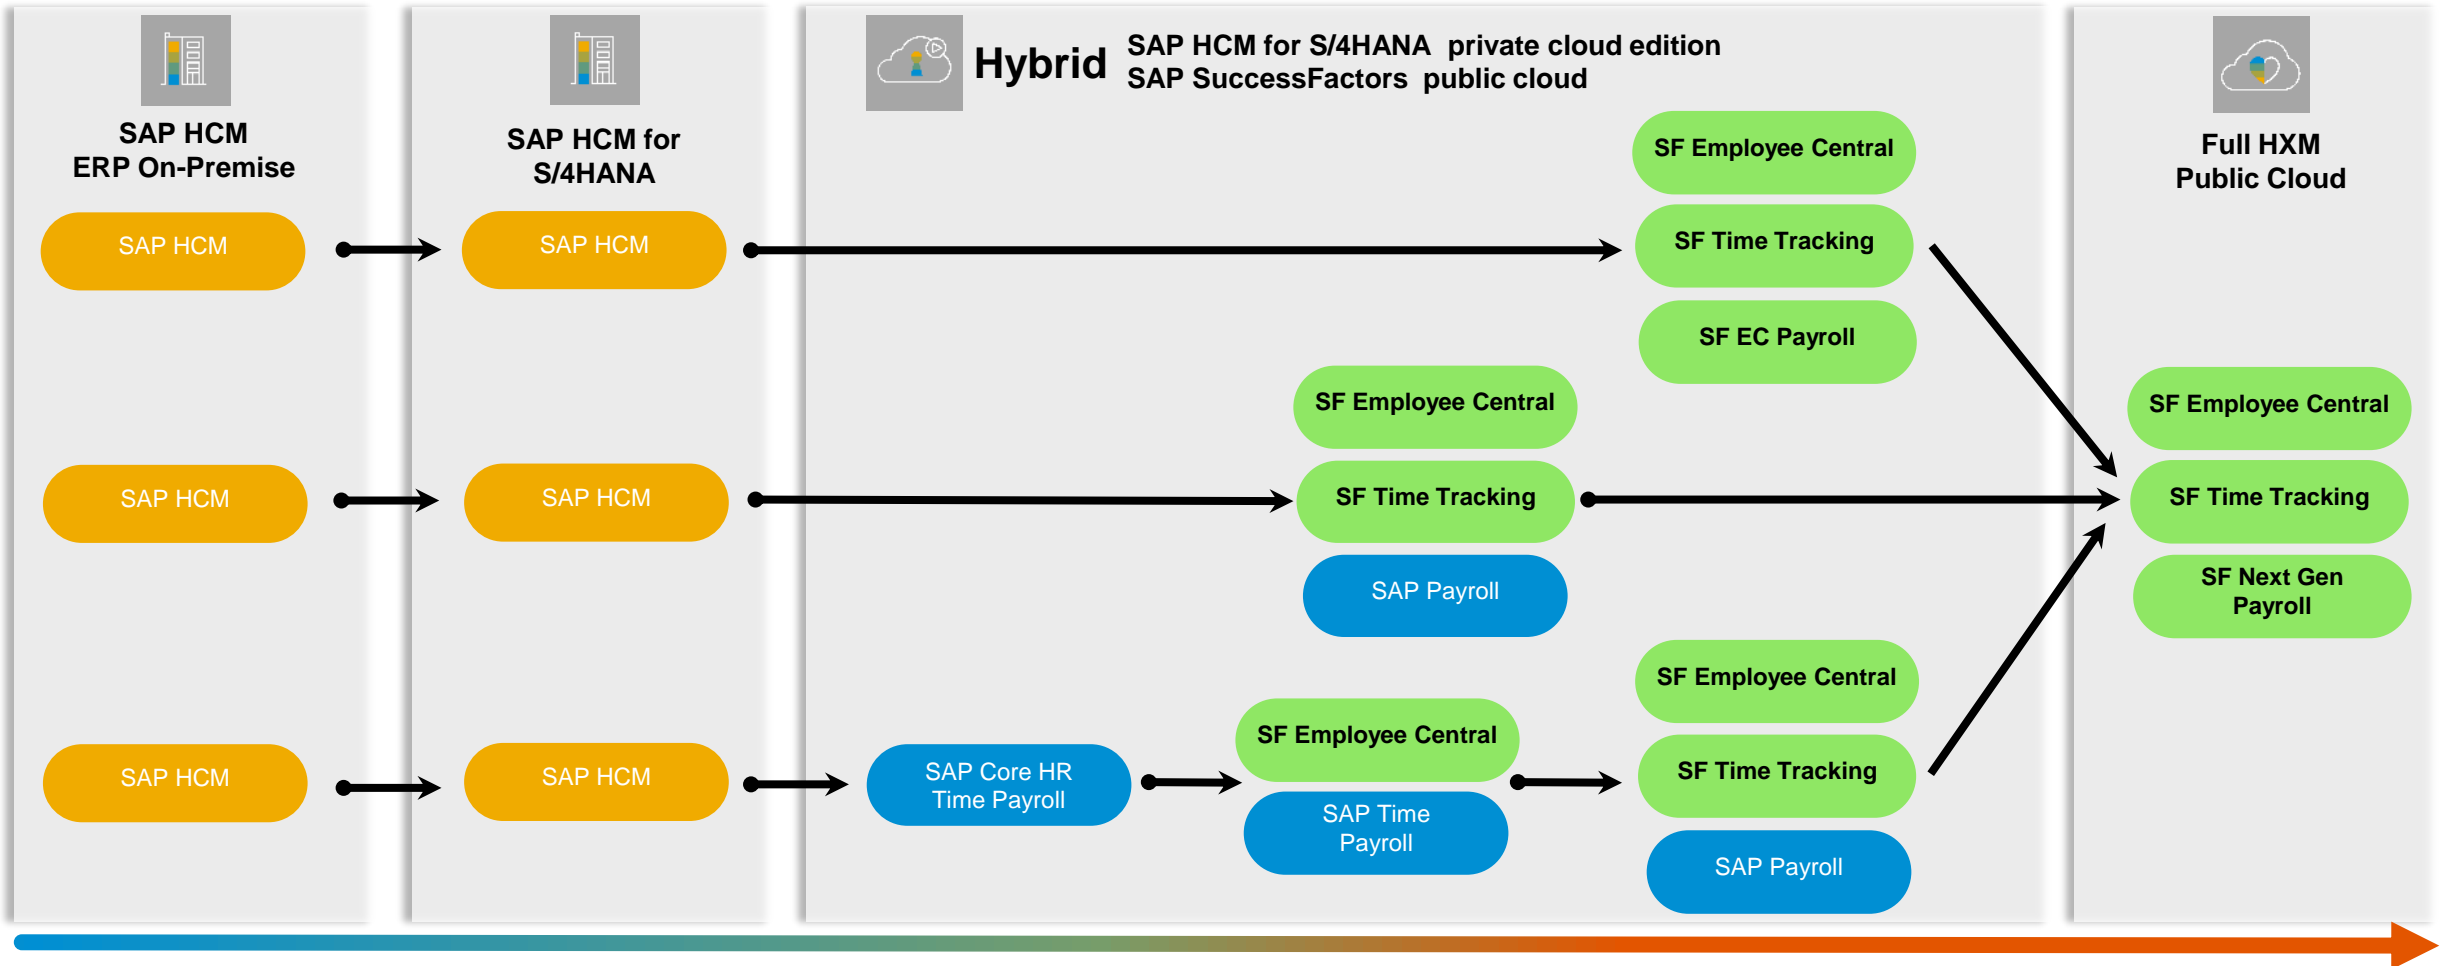 SAP HCM
ERP On-Premise
SAP HCM
SAP HCM
SAP HCM
SAP HCM for
S/4HANA
SAP HCM
SAP HCM
SAP HCM
Hybrid
SAP HCM for S/4HANA private cloud edition
SAP SuccessFactors public cloud
SF Employee Central
SF Time Tracking
SF EC Payroll
SF Employee Central
SF Time Tracking
SAP Payroll
SAP Core HR
Time Payroll
SF Employee Central
SAP Time
Payroll
SF Employee Central
SF Time Tracking
SAP Payroll
Full HXM
Public Cloud
SF Employee Central
SF Time Tracking
SF Next Gen
Payroll